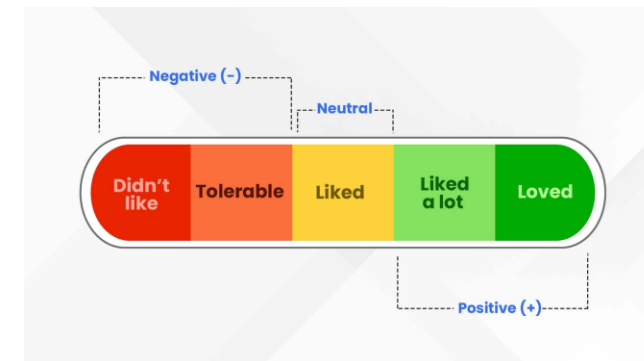 Negative (-)
Neutral
Didn't
like
Tolerable
Liked
Liked
a lot
Loved
Positive (+)